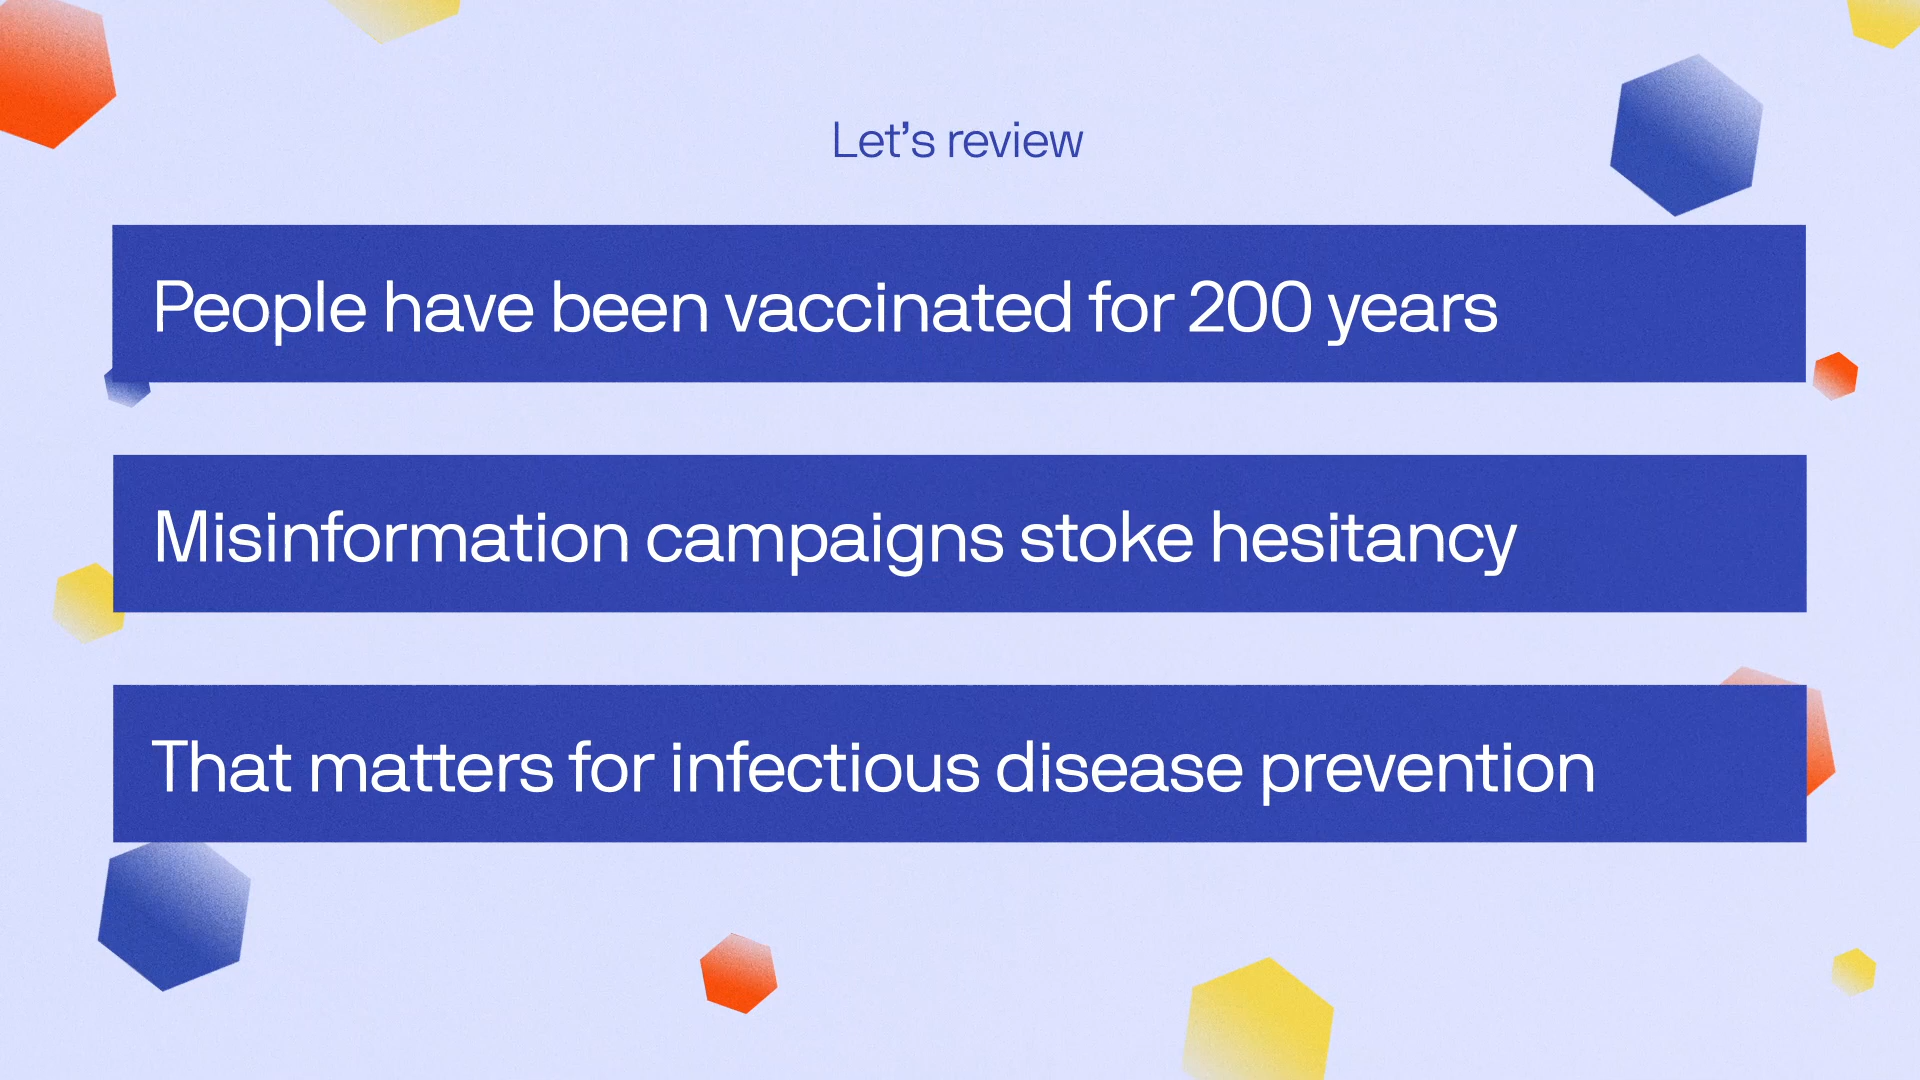 Let’s review
People have been vaccinated for 200 years
Misinformation campaigns stoke hesitancy
That matters for infectious disease prevention